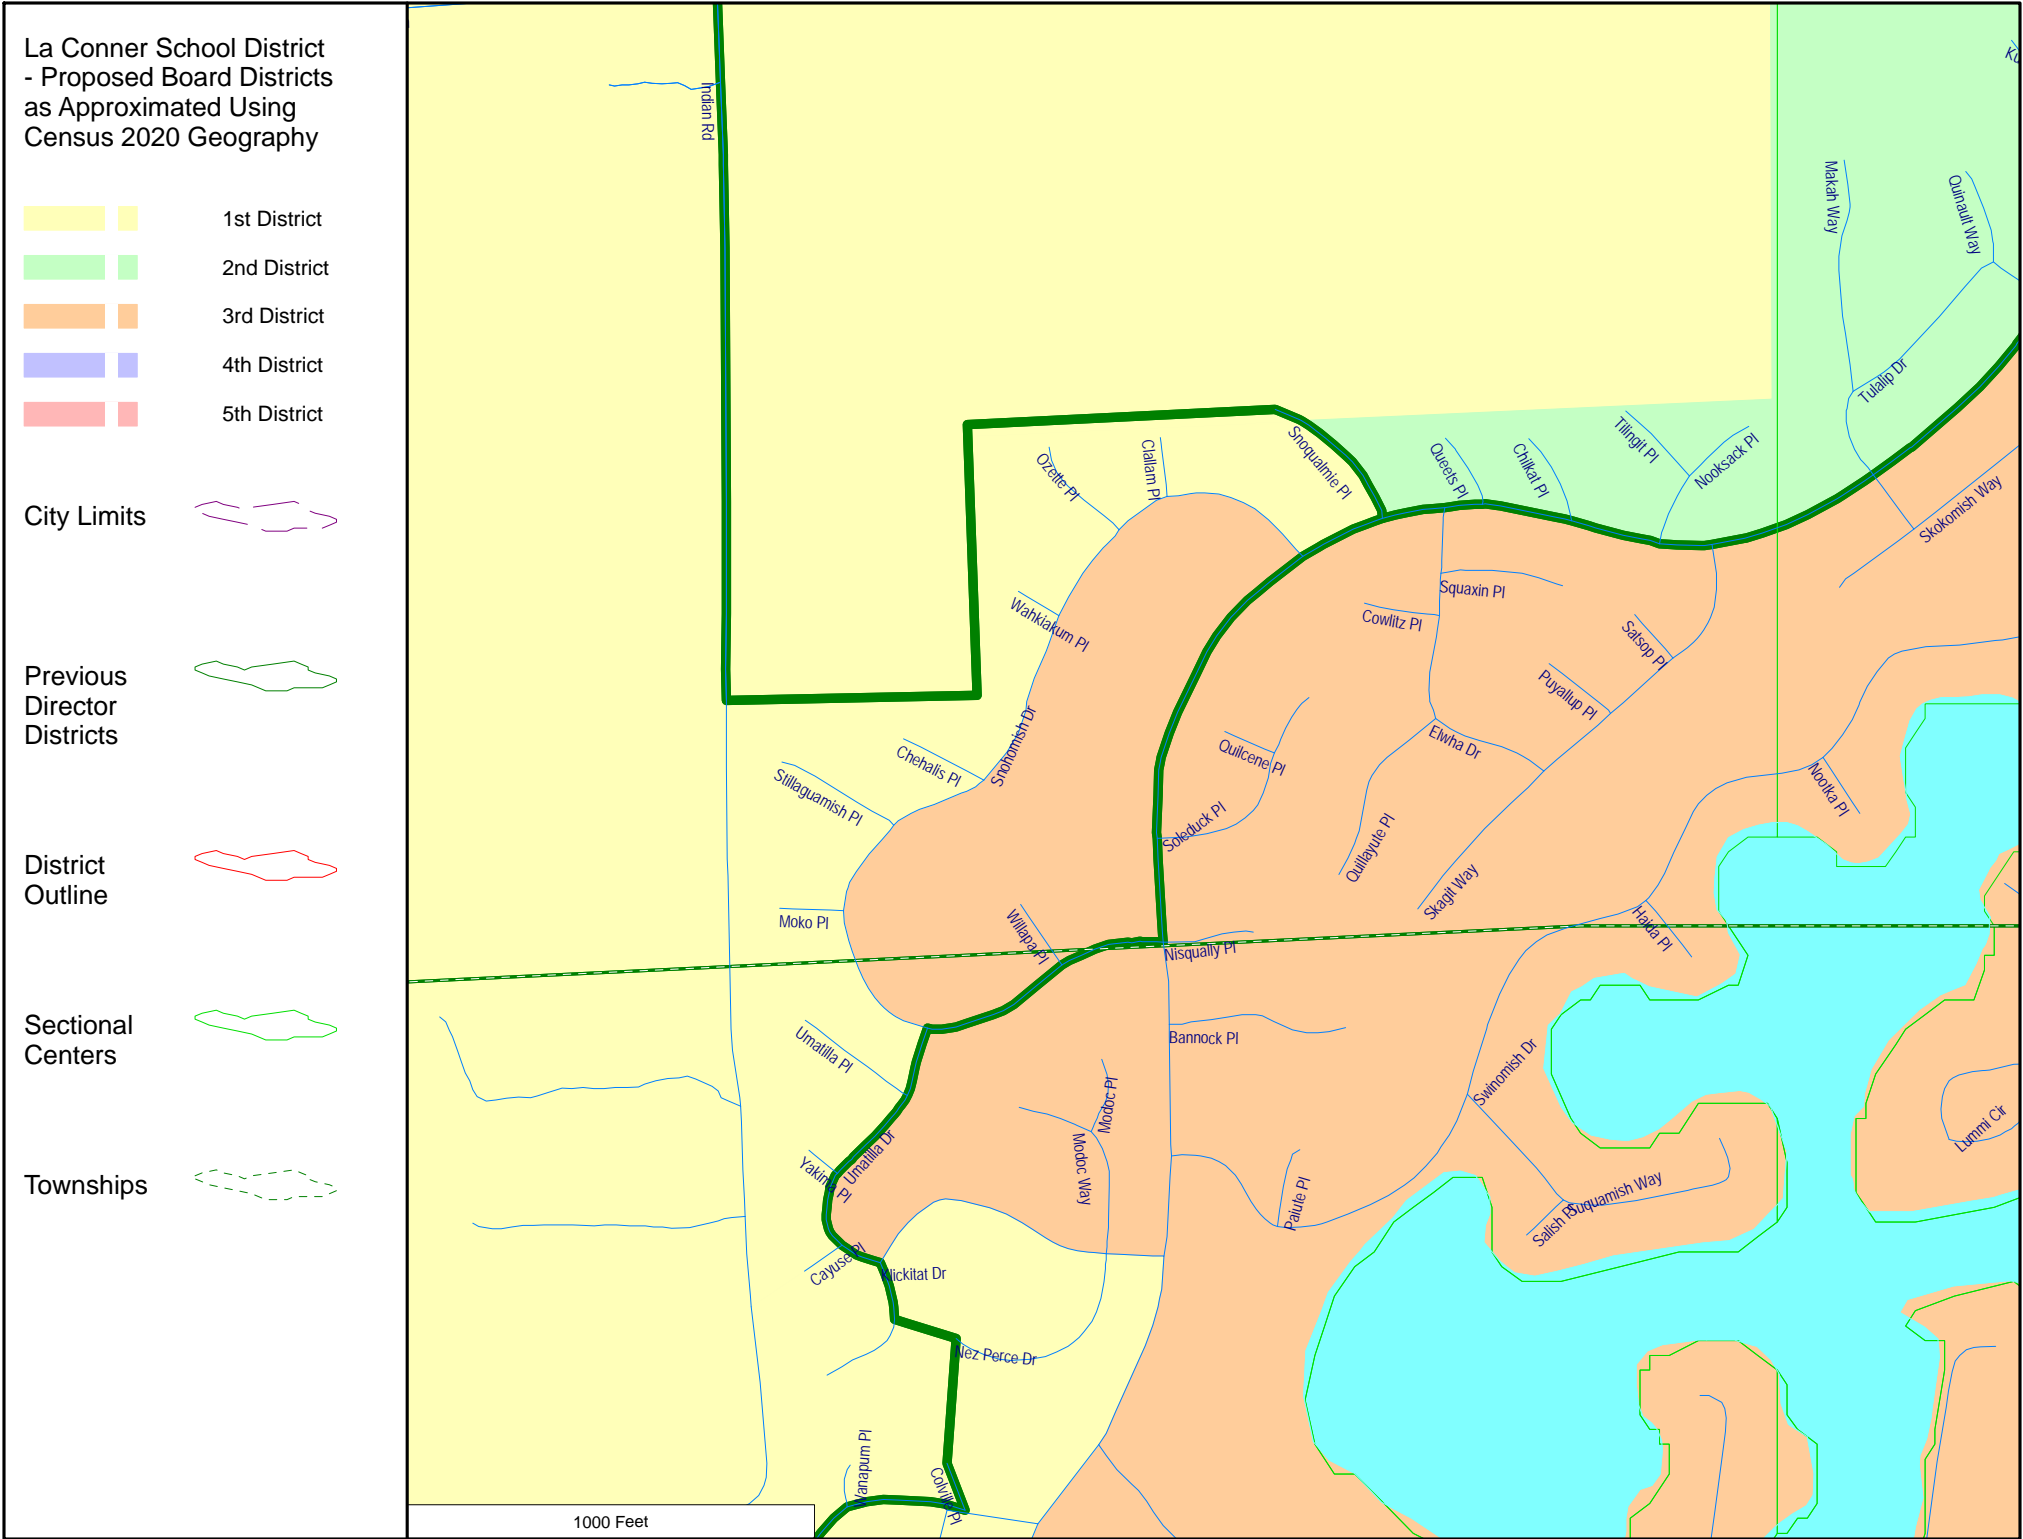 La Conner School District
- Proposed Board Districts
as Approximated Using
Census 2020 Geography
1st District
2nd District
3rd District
4th District
5th District
City Limits
Previous
Director
Districts
District
Outline
Sectional
Centers
Townships
Indian Rd
Makah Way
Quinault Way
Tulalip Dr
Skokomish Way
Ozette Pl
Clallam Pl
Snoqualmie Pl
Queets Pl
Chilkat Pl
Tilingit Pl
Nooksack Pl
Wahkiakum Pl
Squaxin Pl
Cowlitz Pl
Satsop Pl
Puyallup Pl
Snohomish Dr
Chehalis Pl
Stillaguamish Pl
Quilcene Pl
Elwha Dr
Nootka Pl
Soleduck Pl
Quillayute Pl
Skagit Way
Moko Pl
Willapa Pl
Nisqually Pl
Haida Pl
Umatilla Pl
Bannock Pl
Swinomish Dr
Modoc Pl
Lummi Cir
Umatilla Dr
Yakima Pl
Modoc Way
Paiute Pl
Suquamish Way
Salish Pl
Cayuse Pl
Klickitat Dr
Nez Perce Dr
Wanapum Pl
Colville Pl
1000 Feet